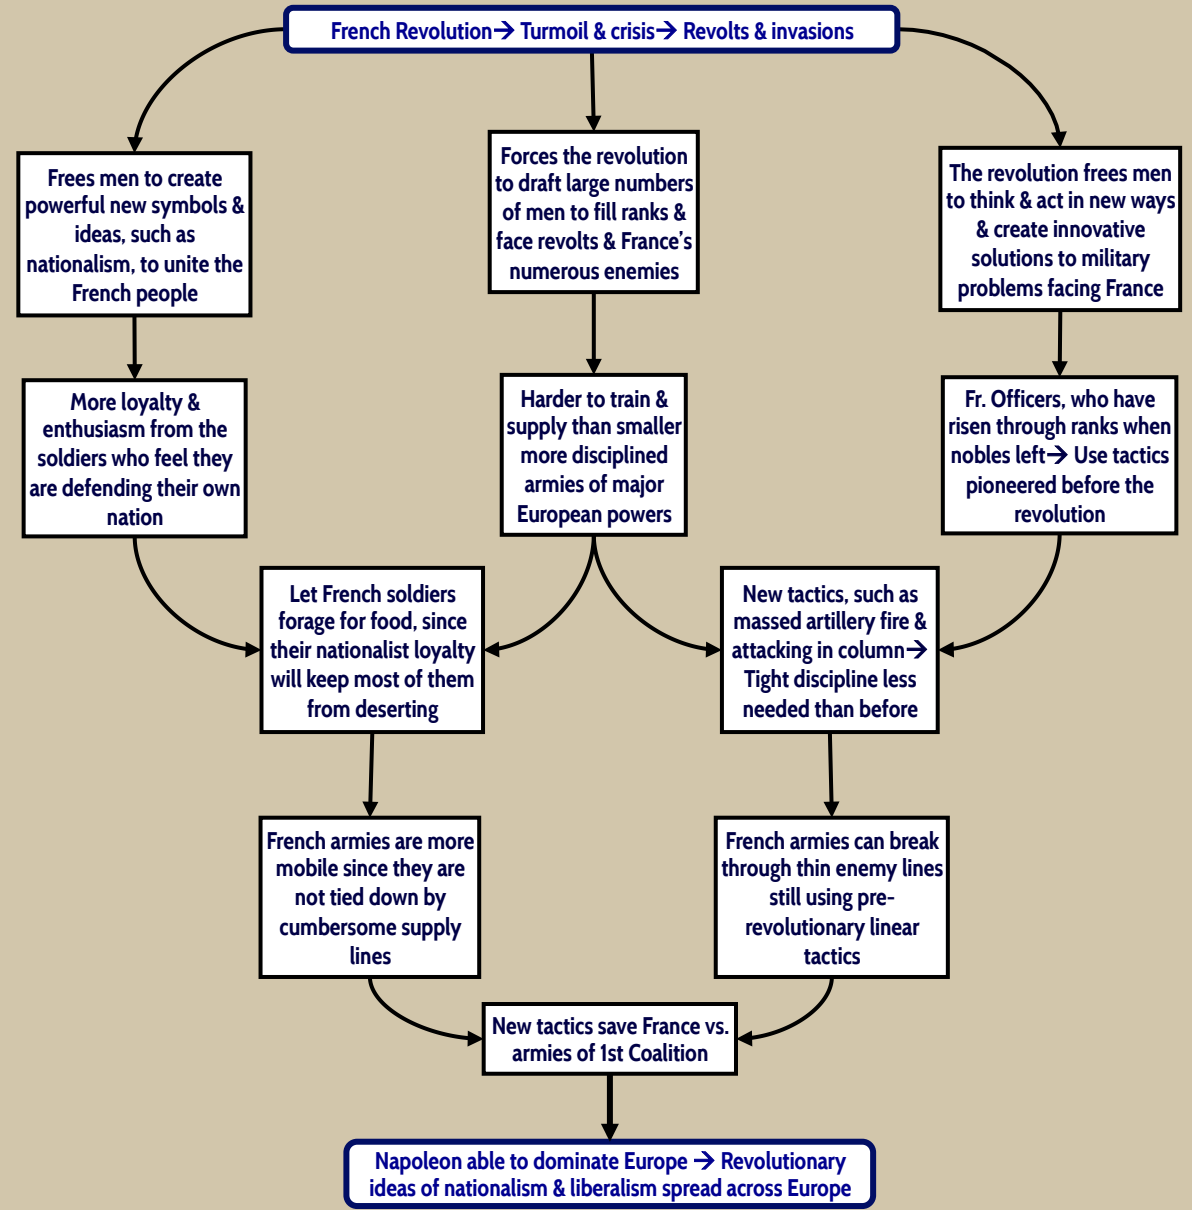 French Revolution→ Turmoil & crisis→ Revolts & invasions
Frees men to create
powerful new symbols &
ideas, such as
nationalism, to unite the
French people
Forces the revolution
to draft large numbers
of men to fill ranks &
face revolts & France's
numerous enemies
The revolution frees men
to think & act in new ways
& create innovative
solutions to military
problems facing France
More loyalty &
enthusiasm from the
soldiers who feel they
are defending their own
nation
Harder to train &
supply than smaller
more disciplined
armies of major
European powers
Fr. Officers, who have
risen through ranks when
nobles left→ Use tactics
pioneered before the
revolution
Let French soldiers
forage for food, since
their nationalist loyalty
will keep most of them
from deserting
New tactics, such as
massed artillery fire &
attacking in column→
Tight discipline less
needed than before
French armies are more
mobile since they are
not tied down by
cumbersome supply
lines
French armies can break
through thin enemy lines
still using pre-
revolutionary linear
tactics
New tactics save France vs.
armies of 1st Coalition
Napoleon able to dominate Europe → Revolutionary
ideas of nationalism & liberalism spread across Europe